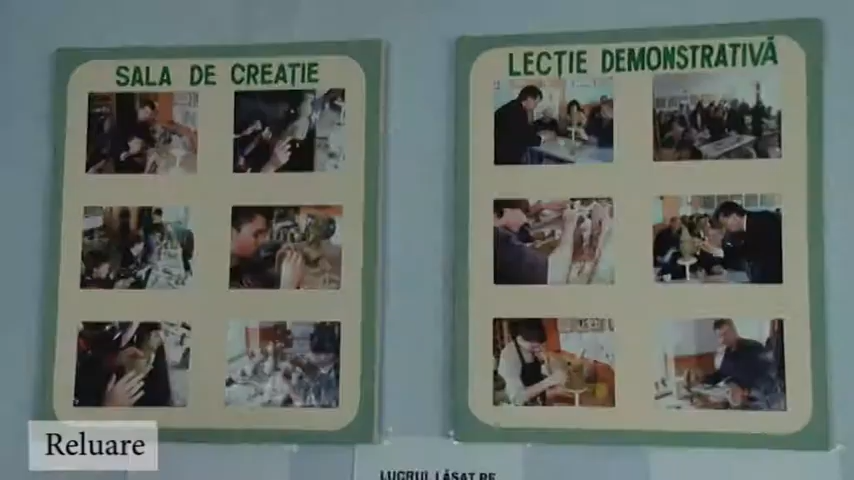 SALA DE CREAȚIE
LECȚIE DEMONSTRATIVĂ
Reluare
LUCRUL LĂSAT PE